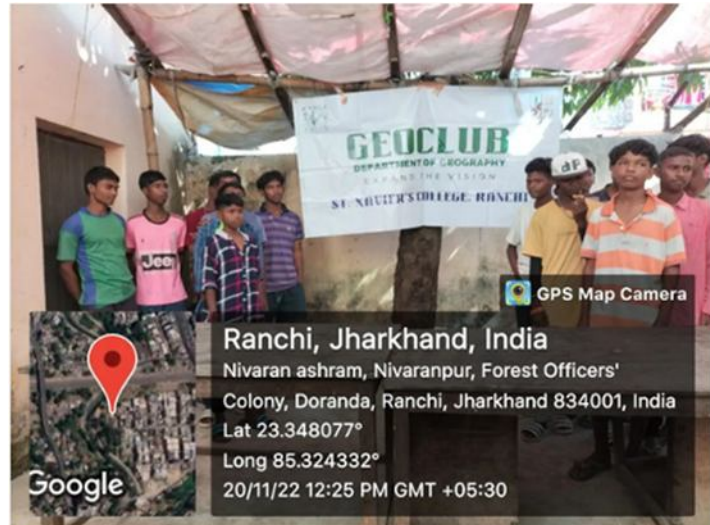 GEOCLUB
DEPARTMENT OF GEOGRAPHY
EXPAND THE VISION
ST. XAVIER'S COLLEGE, RANCHI
Jeep
GPS Map Camera
Ranchi, Jharkhand, India
Nivaran ashram, Nivaranpur, Forest Officers'
Colony, Doranda, Ranchi, Jharkhand 834001, India
Lat 23.348077°
Long 85.324332°
20/11/22 12:25 PM GMT +05:30
Google